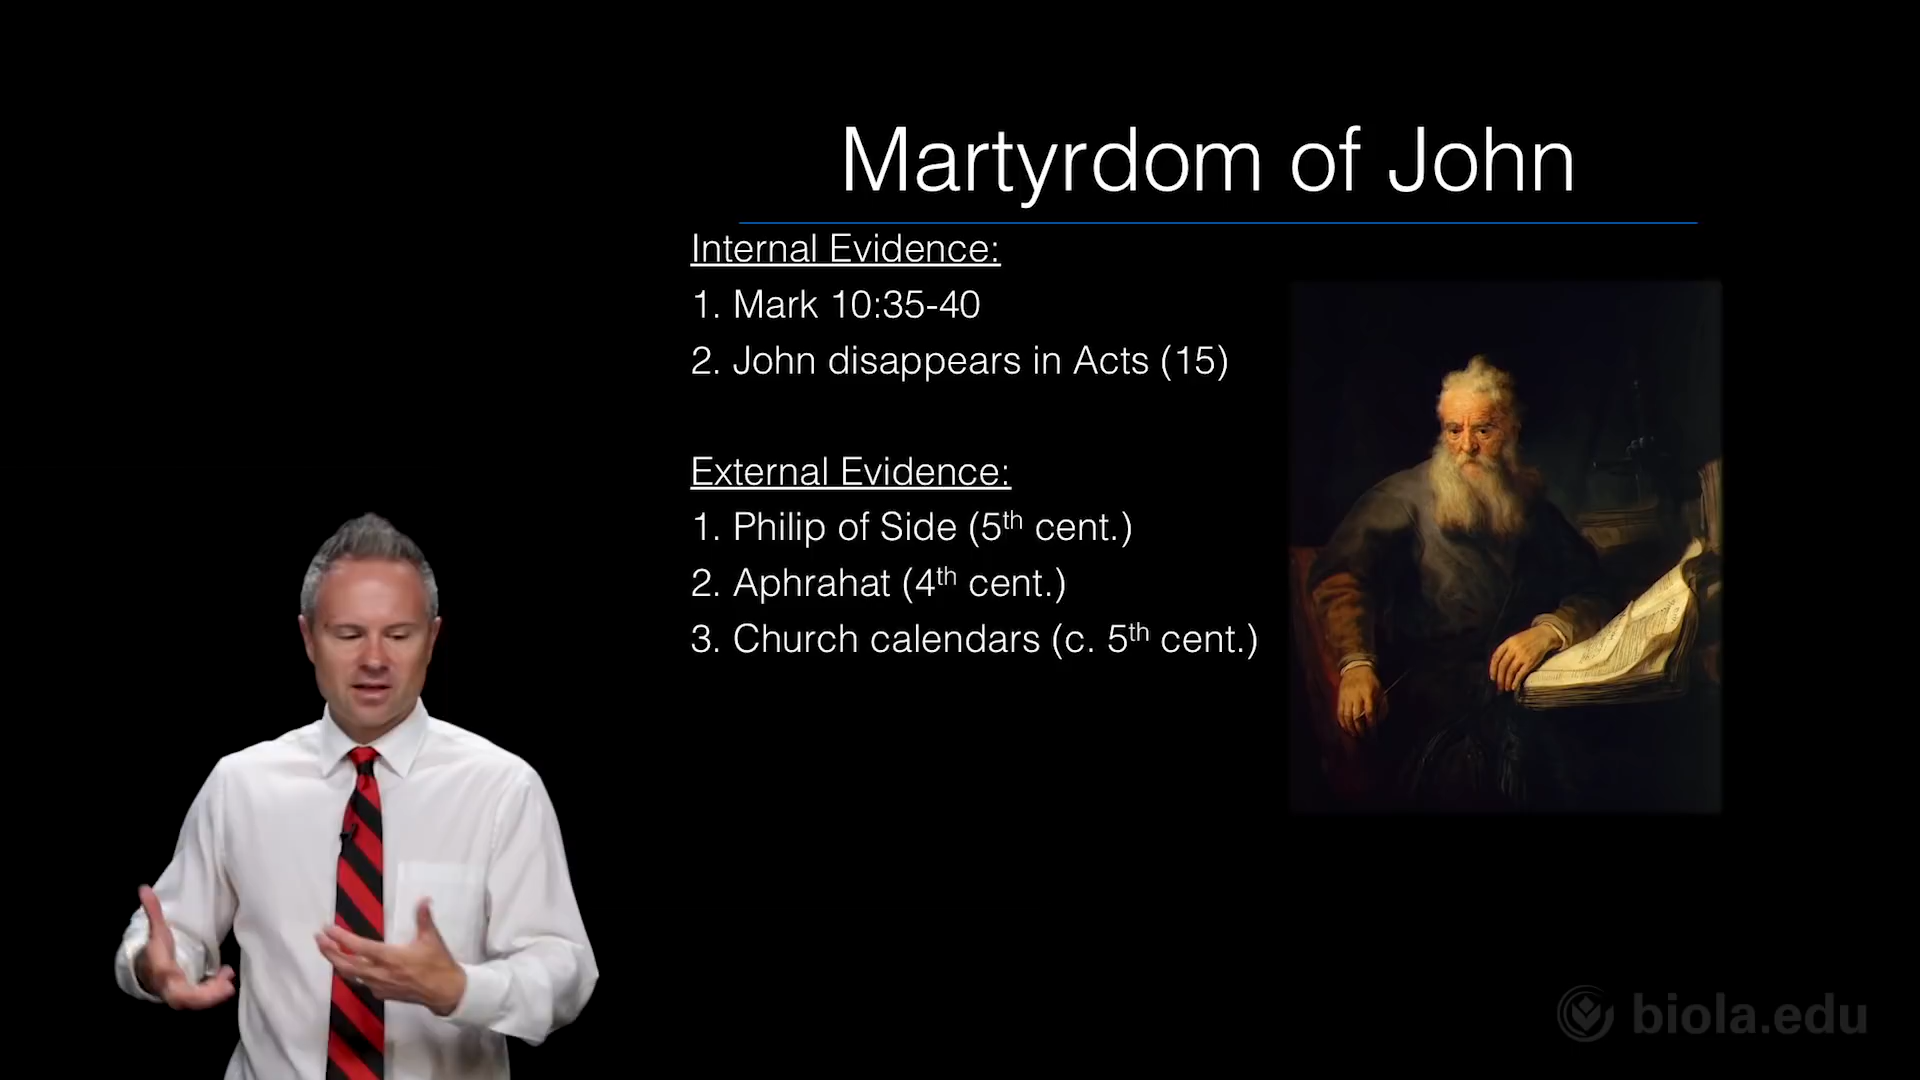 Martyrdom of John
Internal Evidence:
1. Mark 10:35-40
2. John disappears in Acts (15)
External Evidence:
1. Philip of Side (5th cent.)
2. Aphrahat (4th cent.)
3. Church calendars (c. 5th cent.)
biola.edu